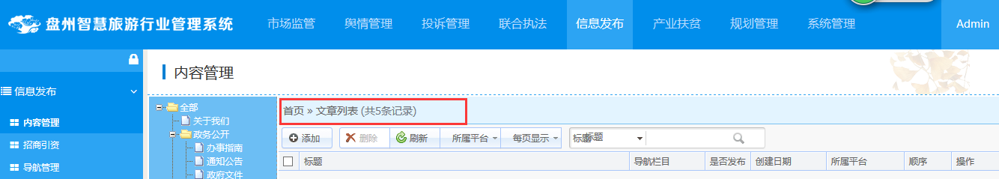 盘州智慧旅游行业管理系统 市场监管 舆情管理 投诉管理 联合执法 信息发布 产业扶贫 规划管理 系统管理 Admin
内容管理
信息发布
全部
首页 » 文章列表 (共5条记录)
内容管理
关于我们
政务公开
添加 删除 刷新 所属平台 每页显示 标题 标题
招商引资
办事指南
通知公告
标题 导航栏目 是否发布 创建日期 所属平台 顺序 操作
导航管理
政府文件